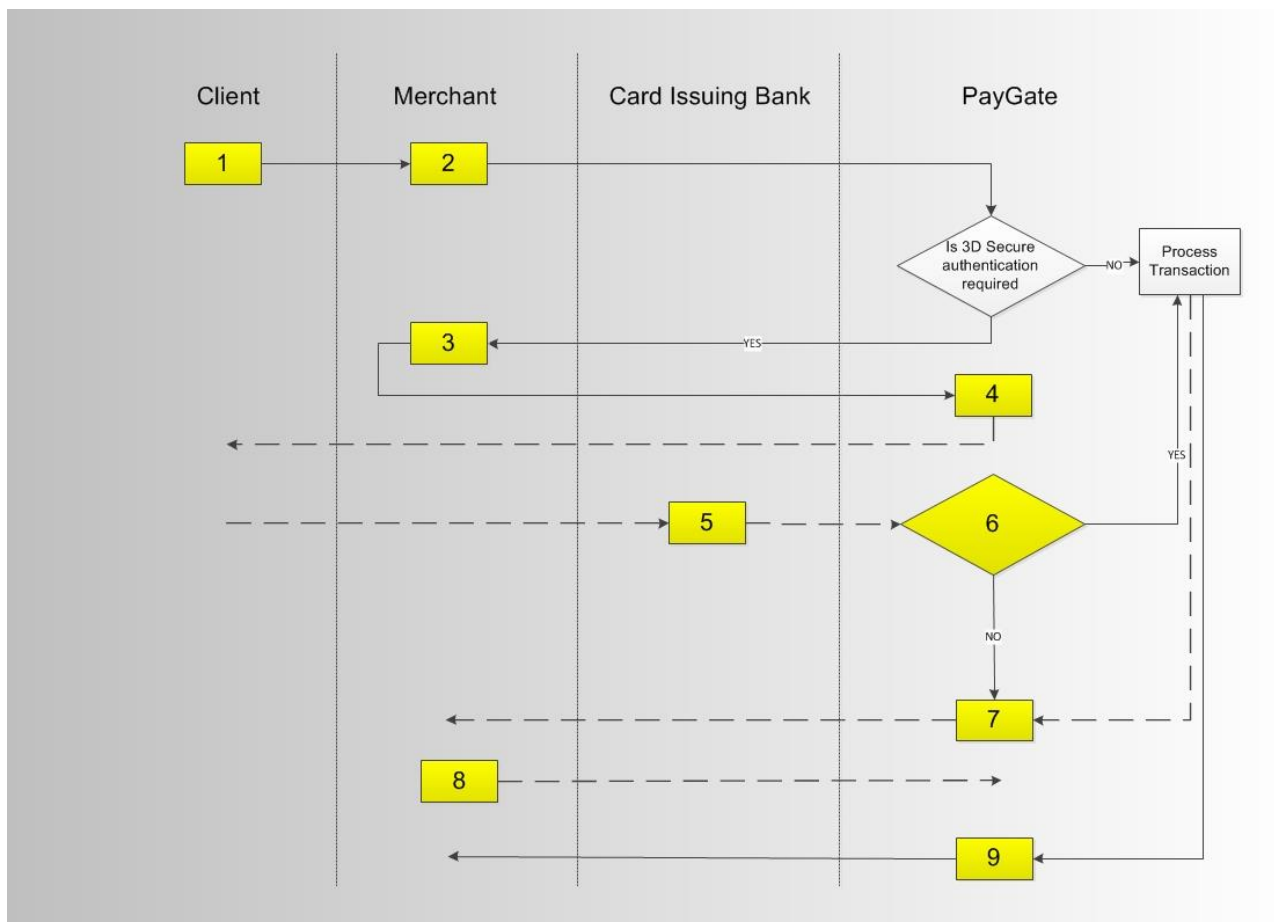 Client
Merchant
Card Issuing Bank
PayGate
1
2
Is 3D Secure
authentication
required
NO
Process
Transaction
3
YES
4
YES
5
6
NO
7
8
9